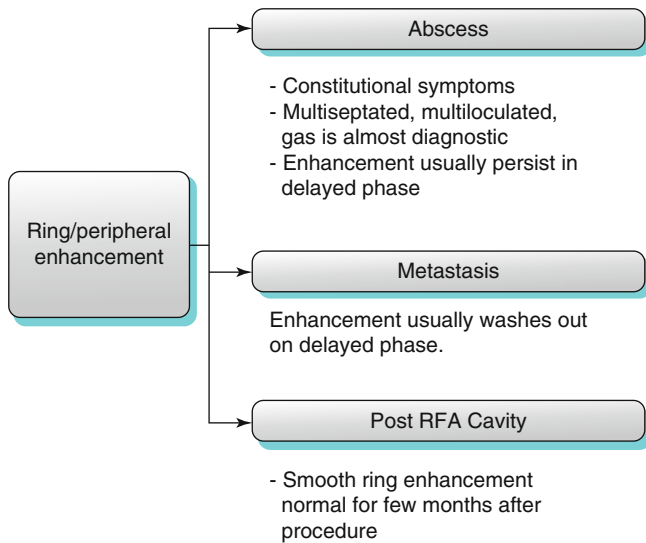 Ring/peripheral
enhancement
Abscess
- Constitutional symptoms
- Multiseptated, multiloculated,
gas is almost diagnostic
- Enhancement usually persist in
delayed phase
Metastasis
Enhancement usually washes out
on delayed phase.
Post RFA Cavity
- Smooth ring enhancement
normal for few months after
procedure